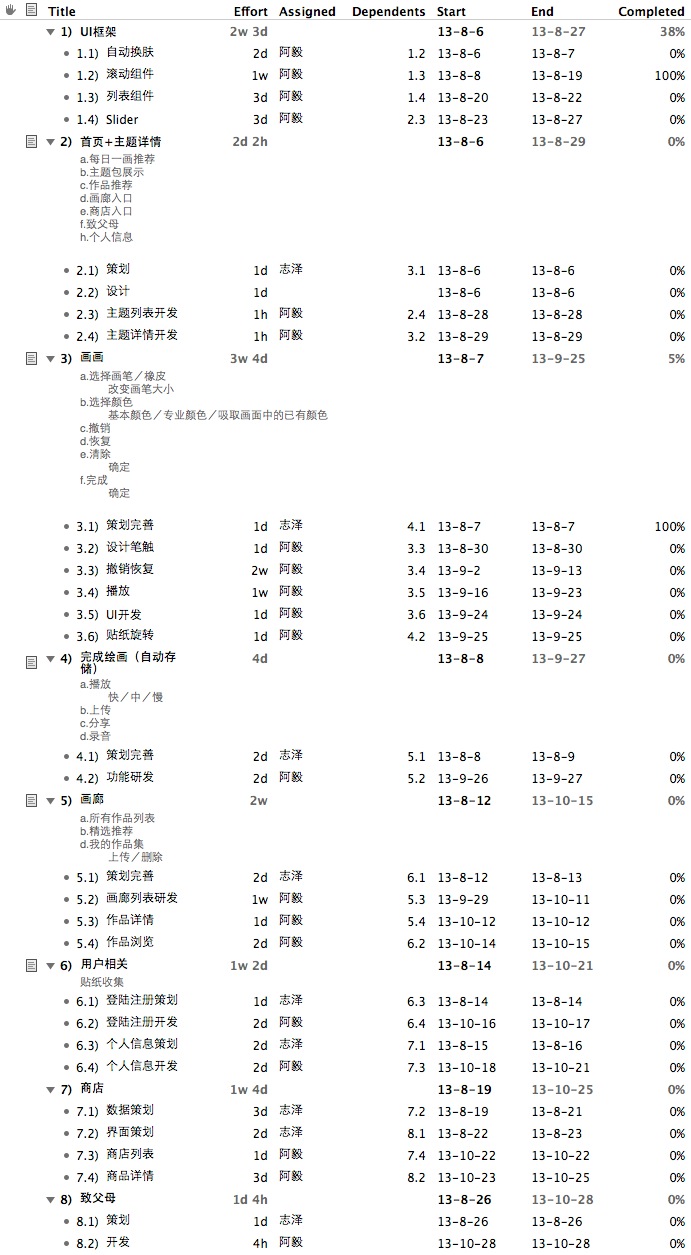 Title Effort Assigned Dependents Start End Completed
1) UI框架 2w 3d 13-8-6 13-8-27 38%
1.1) 自动换肤 2d 阿毅 1.2 13-8-6 13-8-7 0%
1.2) 滚动组件 1w 阿毅 1.3 13-8-8 13-8-19 100%
1.3) 列表组件 3d 阿毅 1.4 13-8-20 13-8-22 0%
1.4) Slider 3d 阿毅 2.3 13-8-23 13-8-27 0%
2) 首页+主题详情 2d 2h 13-8-6 13-8-29 0%
a.每日一画推荐
b.主题包展示
c.作品推荐
d.画廊入口
e.商店入口
f.致父母
h.个人信息
2.1) 策划 1d 志泽 3.1 13-8-6 13-8-6 0%
2.2) 设计 1d 13-8-6 13-8-6 0%
2.3) 主题列表开发 1h 阿毅 2.4 13-8-28 13-8-28 0%
2.4) 主题详情开发 1h 阿毅 3.2 13-8-29 13-8-29 0%
3) 画画 3w 4d 13-8-7 13-9-25 5%
a.选择画笔／橡皮
改变画笔大小
b.选择颜色
基本颜色／专业颜色／吸取画面中的已有颜色
c.撤销
d.恢复
e.清除
确定
f.完成
确定
3.1) 策划完善 1d 志泽 4.1 13-8-7 13-8-7 100%
3.2) 设计笔触 1d 阿毅 3.3 13-8-30 13-8-30 0%
3.3) 撤销恢复 2w 阿毅 3.4 13-9-2 13-9-13 0%
3.4) 播放 1w 阿毅 3.5 13-9-16 13-9-23 0%
3.5) UI开发 1d 阿毅 3.6 13-9-24 13-9-24 0%
3.6) 贴纸旋转 1d 阿毅 4.2 13-9-25 13-9-25 0%
4) 完成绘画（自动存 4d 13-8-8 13-9-27 0%
储）
a.播放
快／中／慢
b.上传
c.分享
d.录音
4.1) 策划完善 2d 志泽 5.1 13-8-8 13-8-9 0%
4.2) 功能研发 2d 阿毅 5.2 13-9-26 13-9-27 0%
5) 画廊 2w 13-8-12 13-10-15 0%
a.所有作品列表
b.精选推荐
d.我的作品集
上传／删除
5.1) 策划完善 2d 志泽 6.1 13-8-12 13-8-13 0%
5.2) 画廊列表研发 1w 阿毅 5.3 13-9-29 13-10-11 0%
5.3) 作品详情 1d 阿毅 5.4 13-10-12 13-10-12 0%
5.4) 作品浏览 2d 阿毅 6.2 13-10-14 13-10-15 0%
6) 用户相关 1w 2d 13-8-14 13-10-21 0%
贴纸收集
6.1) 登陆注册策划 1d 志泽 6.3 13-8-14 13-8-14 0%
6.2) 登陆注册开发 2d 阿毅 6.4 13-10-16 13-10-17 0%
6.3) 个人信息策划 2d 志泽 7.1 13-8-15 13-8-16 0%
6.4) 个人信息开发 2d 阿毅 7.3 13-10-18 13-10-21 0%
7) 商店 1w 4d 13-8-19 13-10-25 0%
7.1) 数据策划 3d 志泽 7.2 13-8-19 13-8-21 0%
7.2) 界面策划 2d 志泽 8.1 13-8-22 13-8-23 0%
7.3) 商店列表 1d 阿毅 7.4 13-10-22 13-10-22 0%
7.4) 商品详情 3d 阿毅 8.2 13-10-23 13-10-25 0%
8) 致父母 1d 4h 13-8-26 13-10-28 0%
8.1) 策划 1d 志泽 13-8-26 13-8-26 0%
8.2) 开发 4h 阿毅 13-10-28 13-10-28 0%